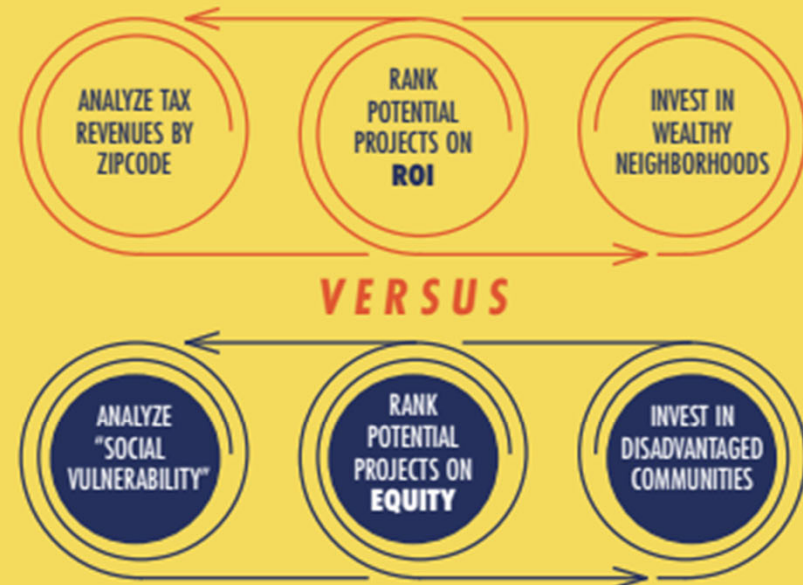 ANALYZE TAX
REVENUES BY
ZIPCODE
RANK
POTENTIAL
PROJECTS ON
ROI
INVEST IN
WEALTHY
NEIGHBORHOODS
VERSUS
ANALYZE
"SOCIAL
VULNERABILITY"
RANK
POTENTIAL
PROJECTS ON
EQUITY
INVEST IN
DISADVANTAGED
COMMUNITIES